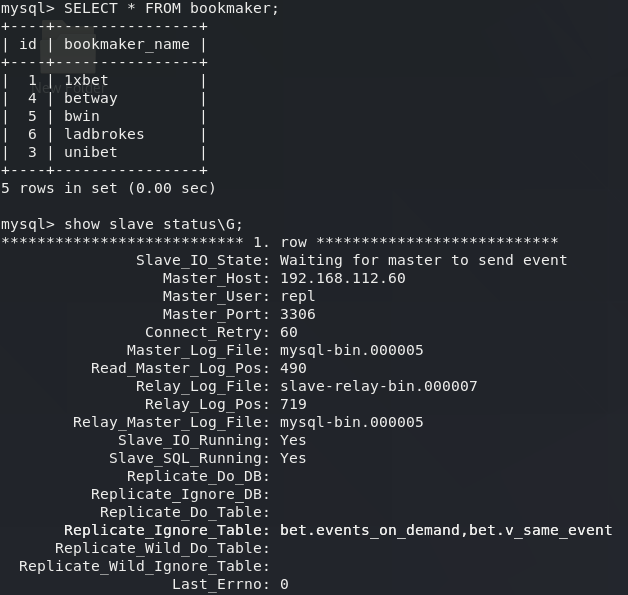 mysql> SELECT * FROM bookmaker;
+----+----------------+
| id | bookmaker_name |
+----+----------------+
|  1 | 1xbet          |
|  4 | betway         |
|  5 | bwin           |
|  6 | ladbrokes      |
|  3 | unibet         |
+----+----------------+
5 rows in set (0.00 sec)

mysql> show slave status\G;
*************************** 1. row ***************************
               Slave_IO_State: Waiting for master to send event
                  Master_Host: 192.168.112.60
                  Master_User: repl
                  Master_Port: 3306
                Connect_Retry: 60
              Master_Log_File: mysql-bin.000005
          Read_Master_Log_Pos: 490
               Relay_Log_File: slave-relay-bin.000007
                Relay_Log_Pos: 719
        Relay_Master_Log_File: mysql-bin.000005
             Slave_IO_Running: Yes
            Slave_SQL_Running: Yes
              Replicate_Do_DB:
          Replicate_Ignore_DB:
           Replicate_Do_Table:
       Replicate_Ignore_Table: bet.events_on_demand,bet.v_same_event
      Replicate_Wild_Do_Table:
  Replicate_Wild_Ignore_Table:
                   Last_Errno: 0